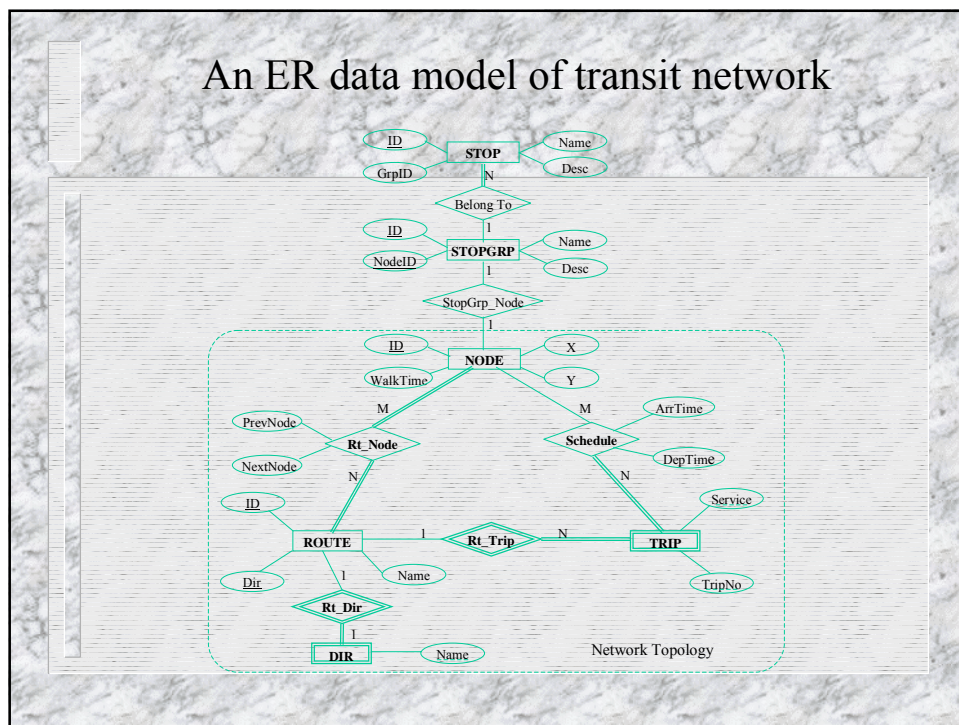 An ER data model of transit network
ID
STOP
Name
GrpID
Desc
N
Belong To
1
ID
STOPGRP
Name
NodeID
Desc
1
StopGrp_Node
1
ID
NODE
X
WalkTime
Y
M
M
ArrTime
PrevNode
Rt_Node
Schedule
DepTime
NextNode
N
N
ID
Service
ROUTE
1
Rt_Trip
N
TRIP
Dir
1
Name
TripNo
Rt_Dir
1
DIR
Name
Network Topology